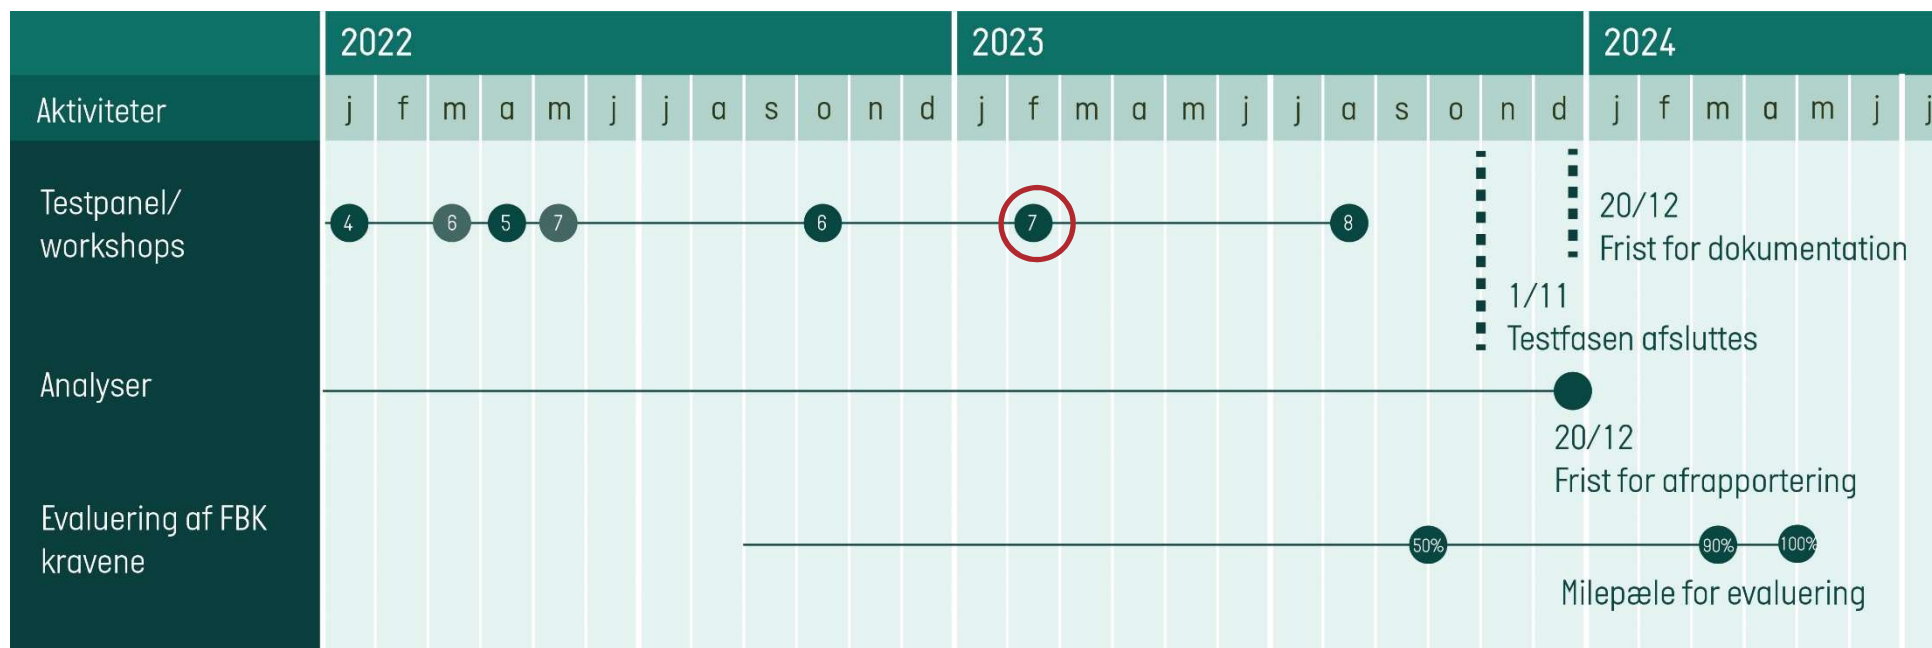 2022 2023 2024
Aktiviteter j f m a m j j a s o n d j f m a m j j a s o n d j f m a m j j
Testpanel/
workshops
4 6 5 7 6 7 8
20/12
Frist for dokumentation
1/11
Testfasen afsluttes
Analyser
20/12
Frist for afrapportering
Evaluering af FBK
kravene
50% 90% 100%
Milepæle for evaluering